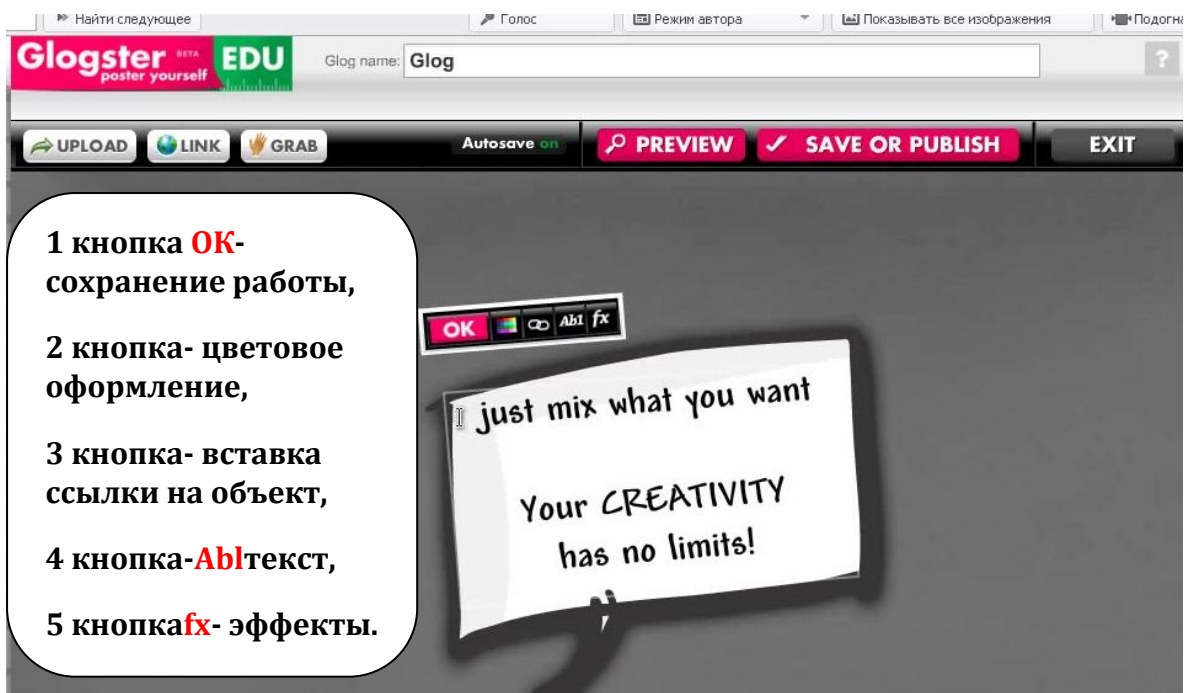 Найти следующее Голос Режим автора Показывать все изображения Подогна
Glogster BETA EDU
poster yourself
Glog name: Glog ?
UPLOAD LINK GRAB Autosave on PREVIEW SAVE OR PUBLISH EXIT
1 кнопка ОК-
сохранение работы,
2 кнопка- цветовое
оформление,
3 кнопка- вставка
ссылки на объект,
4 кнопка-Ablтекст,
5 кнопкаfx- эффекты.
OK AbI fx
just mix what you want
Your CREATIVITY
has no limits!